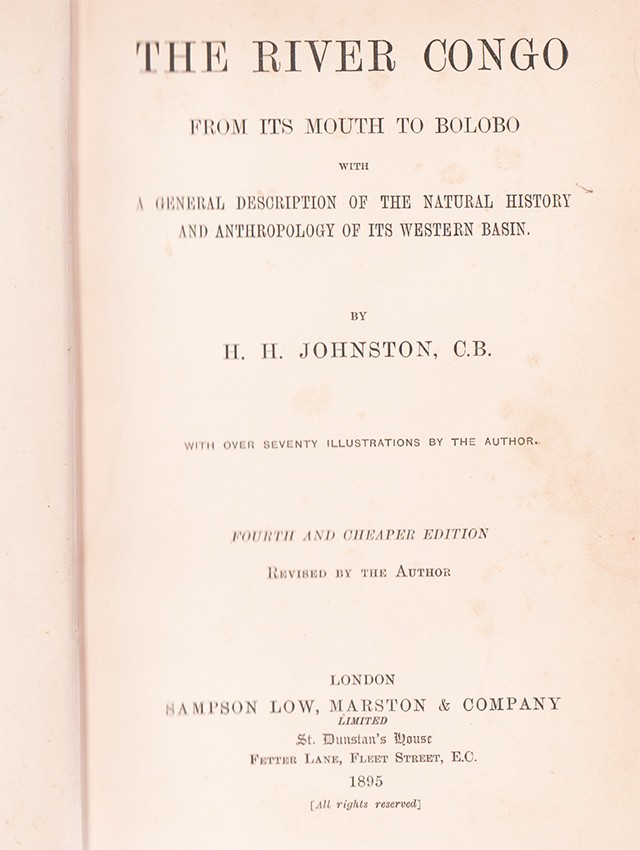 THE RIVER CONGO
FROM ITS MOUTH TO BOLOBO
WITH
A GENERAL DESCRIPTION OF THE NATURAL HISTORY
AND ANTHROPOLOGY OF ITS WESTERN BASIN.
BY
H. H. JOHNSTON, C.B.
WITH OVER SEVENTY ILLUSTRATIONS BY THE AUTHOR.
FOURTH AND CHEAPER EDITION
REVISED BY THE AUTHOR
LONDON
SAMPSON LOW, MARSTON & COMPANY
LIMITED
St. Dunstan's House
FETTER LANE, FLEET STREET, E.C.
1895
[All rights reserved]